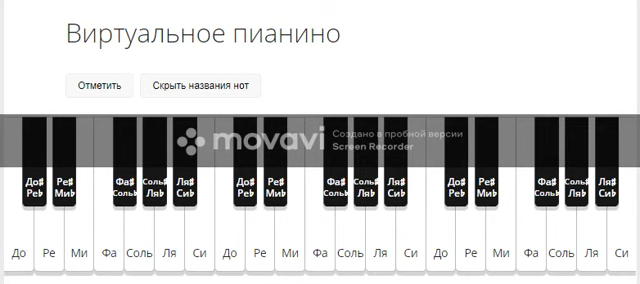 Виртуальное пианино
Отметить Скрыть названия нот
movavi Создано в пробной версии
Screen Recorder
До♯ Ре♯ Фа♯ Соль♯ Ля♯ До♯ Ре♯ Фа♯ Соль♯ Ля♯ До♯ Ре♯ Фа♯ Соль♯ Ля♯
Ре♭ Ми♭ Соль♭ Ля♭ Си♭ Ре♭ Ми♭ Соль♭ Ля♭ Си♭ Ре♭ Ми♭ Соль♭ Ля♭ Си♭
До Ре Ми Фа Соль Ля Си До Ре Ми Фа Соль Ля Си До Ре Ми Фа Соль Ля Си